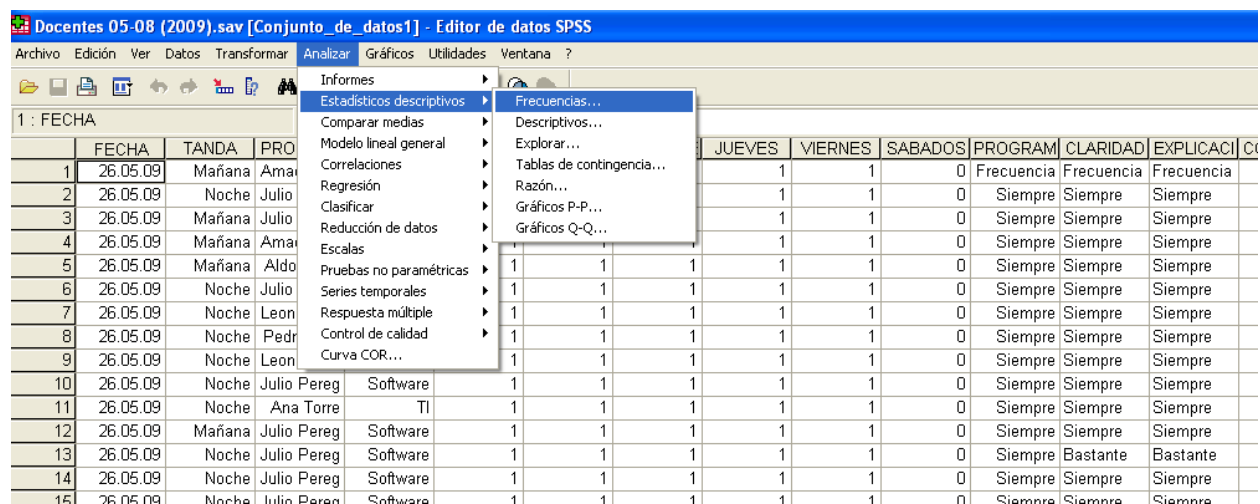 Docentes 05-08 (2009).sav [Conjunto_de_datos1] - Editor de datos SPSS
Archivo Edición Ver Datos Transformar Analizar Gráficos Utilidades Ventana ?
1 : FECHA
Informes
Estadísticos descriptivos
Comparar medias
Modelo lineal general
Correlaciones
Regresión
Clasificar
Reducción de datos
Escalas
Pruebas no paramétricas
Series temporales
Respuesta múltiple
Control de calidad
Curva COR...
Frecuencias...
Descriptivos...
Explorar...
Tablas de contingencia...
Razón...
Gráficos P-P...
Gráficos Q-Q...
FECHA TANDA PRO JUEVES VIERNES SABADOS PROGRAM CLARIDAD EXPLICACI CO
1 26.05.09 Mañana Ama 1 1 0 Frecuencia Frecuencia Frecuencia
2 26.05.09 Noche Julio 1 1 0 Siempre Siempre Siempre
3 26.05.09 Mañana Julio 1 1 0 Siempre Siempre Siempre
4 26.05.09 Mañana Ama 1 1 1 1 1 0 Siempre Siempre Siempre
5 26.05.09 Mañana Aldo 1 1 1 1 1 0 Siempre Siempre Siempre
6 26.05.09 Noche Julio 1 1 1 1 1 0 Siempre Siempre Siempre
7 26.05.09 Noche Leon 1 1 1 1 1 0 Siempre Siempre Siempre
8 26.05.09 Noche Pedr 1 1 1 1 1 0 Siempre Siempre Siempre
9 26.05.09 Noche Leon 1 1 1 1 1 0 Siempre Siempre Siempre
10 26.05.09 Noche Julio Pereg Software 1 1 1 1 1 0 Siempre Siempre Siempre
11 26.05.09 Noche Ana Torre TI 1 1 1 1 1 0 Siempre Siempre Siempre
12 26.05.09 Mañana Julio Pereg Software 1 1 1 1 1 0 Siempre Siempre Siempre
13 26.05.09 Noche Julio Pereg Software 1 1 1 1 1 0 Siempre Bastante Bastante
14 26.05.09 Noche Julio Pereg Software 1 1 1 1 1 0 Siempre Siempre Siempre
15 26.05.09 Noche Julio Pereg Software 1 1 1 1 1 0 Siempre Siempre Siempre